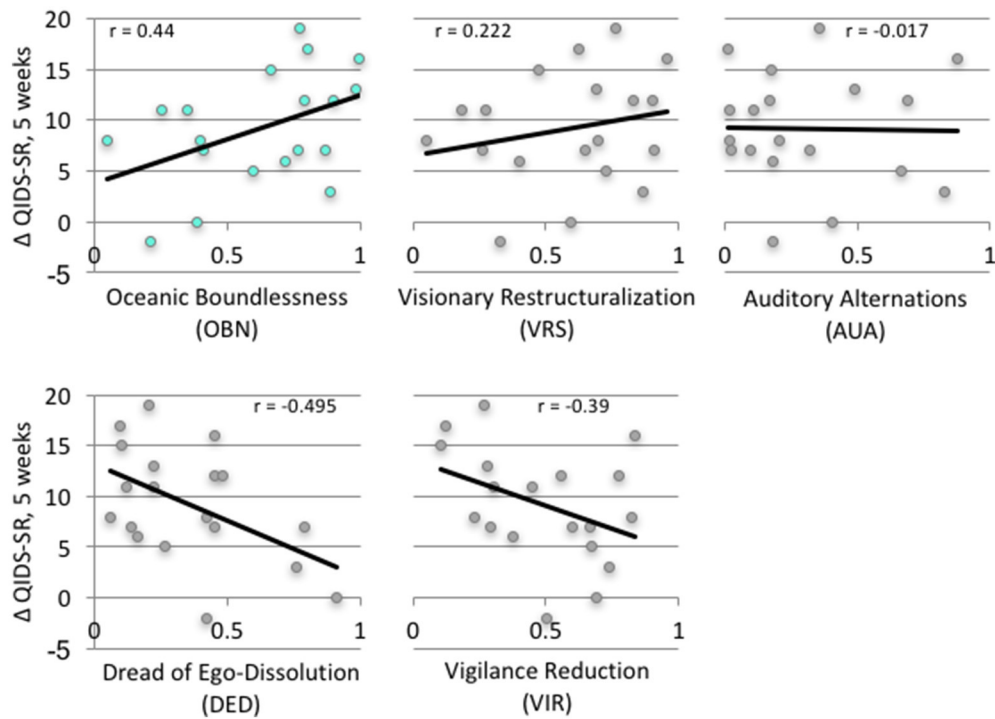 r = 0.44
r = 0.222
r = -0.017
Δ QIDS-SR, 5 weeks
20
15
10
5
0
-5
0 0.5 1
0 0.5 1
0 0.5 1
Oceanic Boundlessness
(OBN)
Visionary Restructuralization
(VRS)
Auditory Alternations
(AUA)
r = -0.495
r = -0.39
Δ QIDS-SR, 5 weeks
20
15
10
5
0
-5
0 0.5 1
0 0.5 1
Dread of Ego-Dissolution
(DED)
Vigilance Reduction
(VIR)